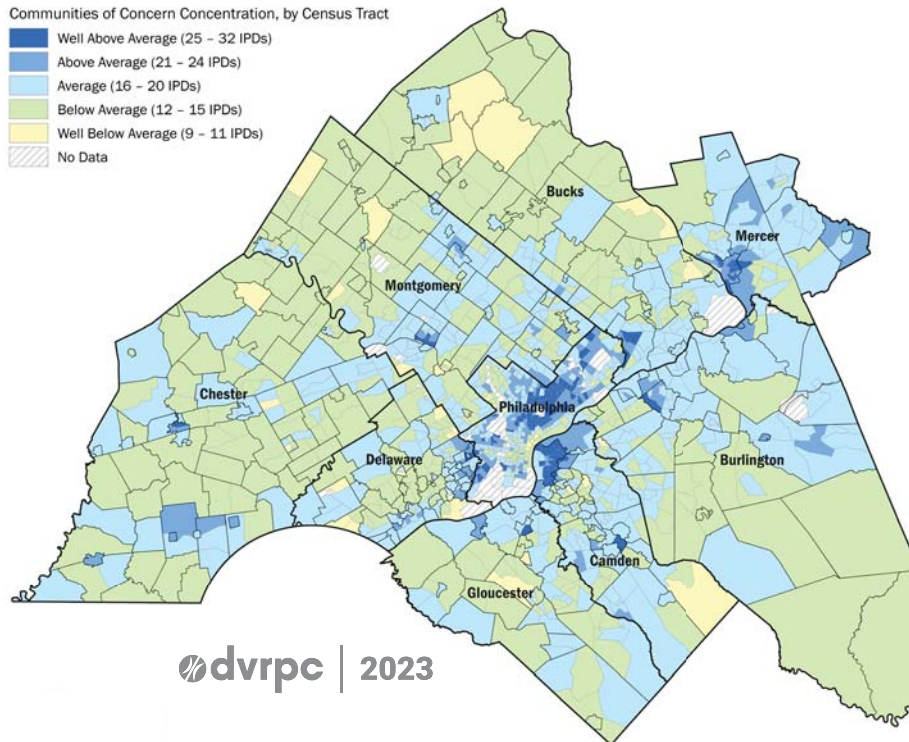 Communities of Concern Concentration, by Census Tract
Well Above Average (25 – 32 IPDs)
Above Average (21 – 24 IPDs)
Average (16 – 20 IPDs)
Below Average (12 – 15 IPDs)
Well Below Average (9 – 11 IPDs)
No Data
Bucks
Mercer
Montgomery
Chester
Philadelphia
Delaware
Burlington
Camden
Gloucester
dvrpc | 2023